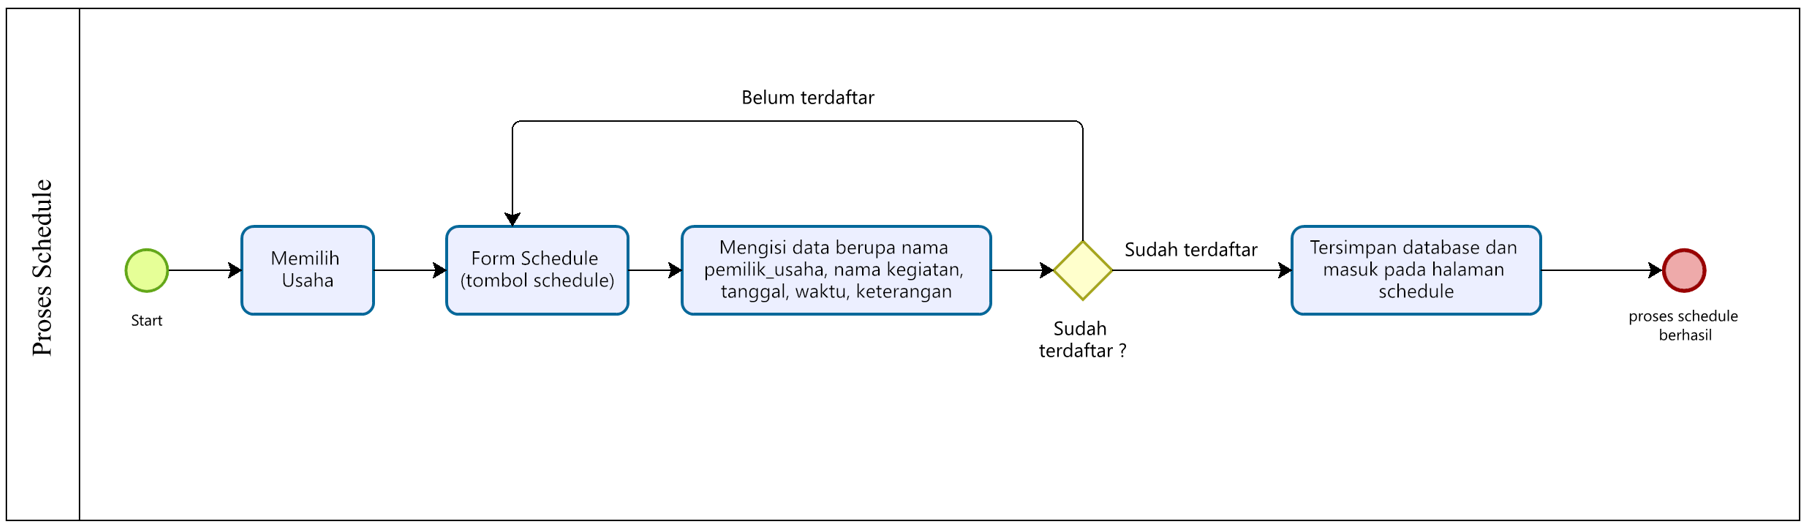 Proses Schedule
Belum terdaftar
Start
Memilih
Usaha
Form Schedule
(tombol schedule)
Mengisi data berupa nama
pemilik_usaha, nama kegiatan,
tanggal, waktu, keterangan
Sudah
terdaftar ?
Sudah terdaftar
Tersimpan database dan
masuk pada halaman
schedule
proses schedule
berhasil